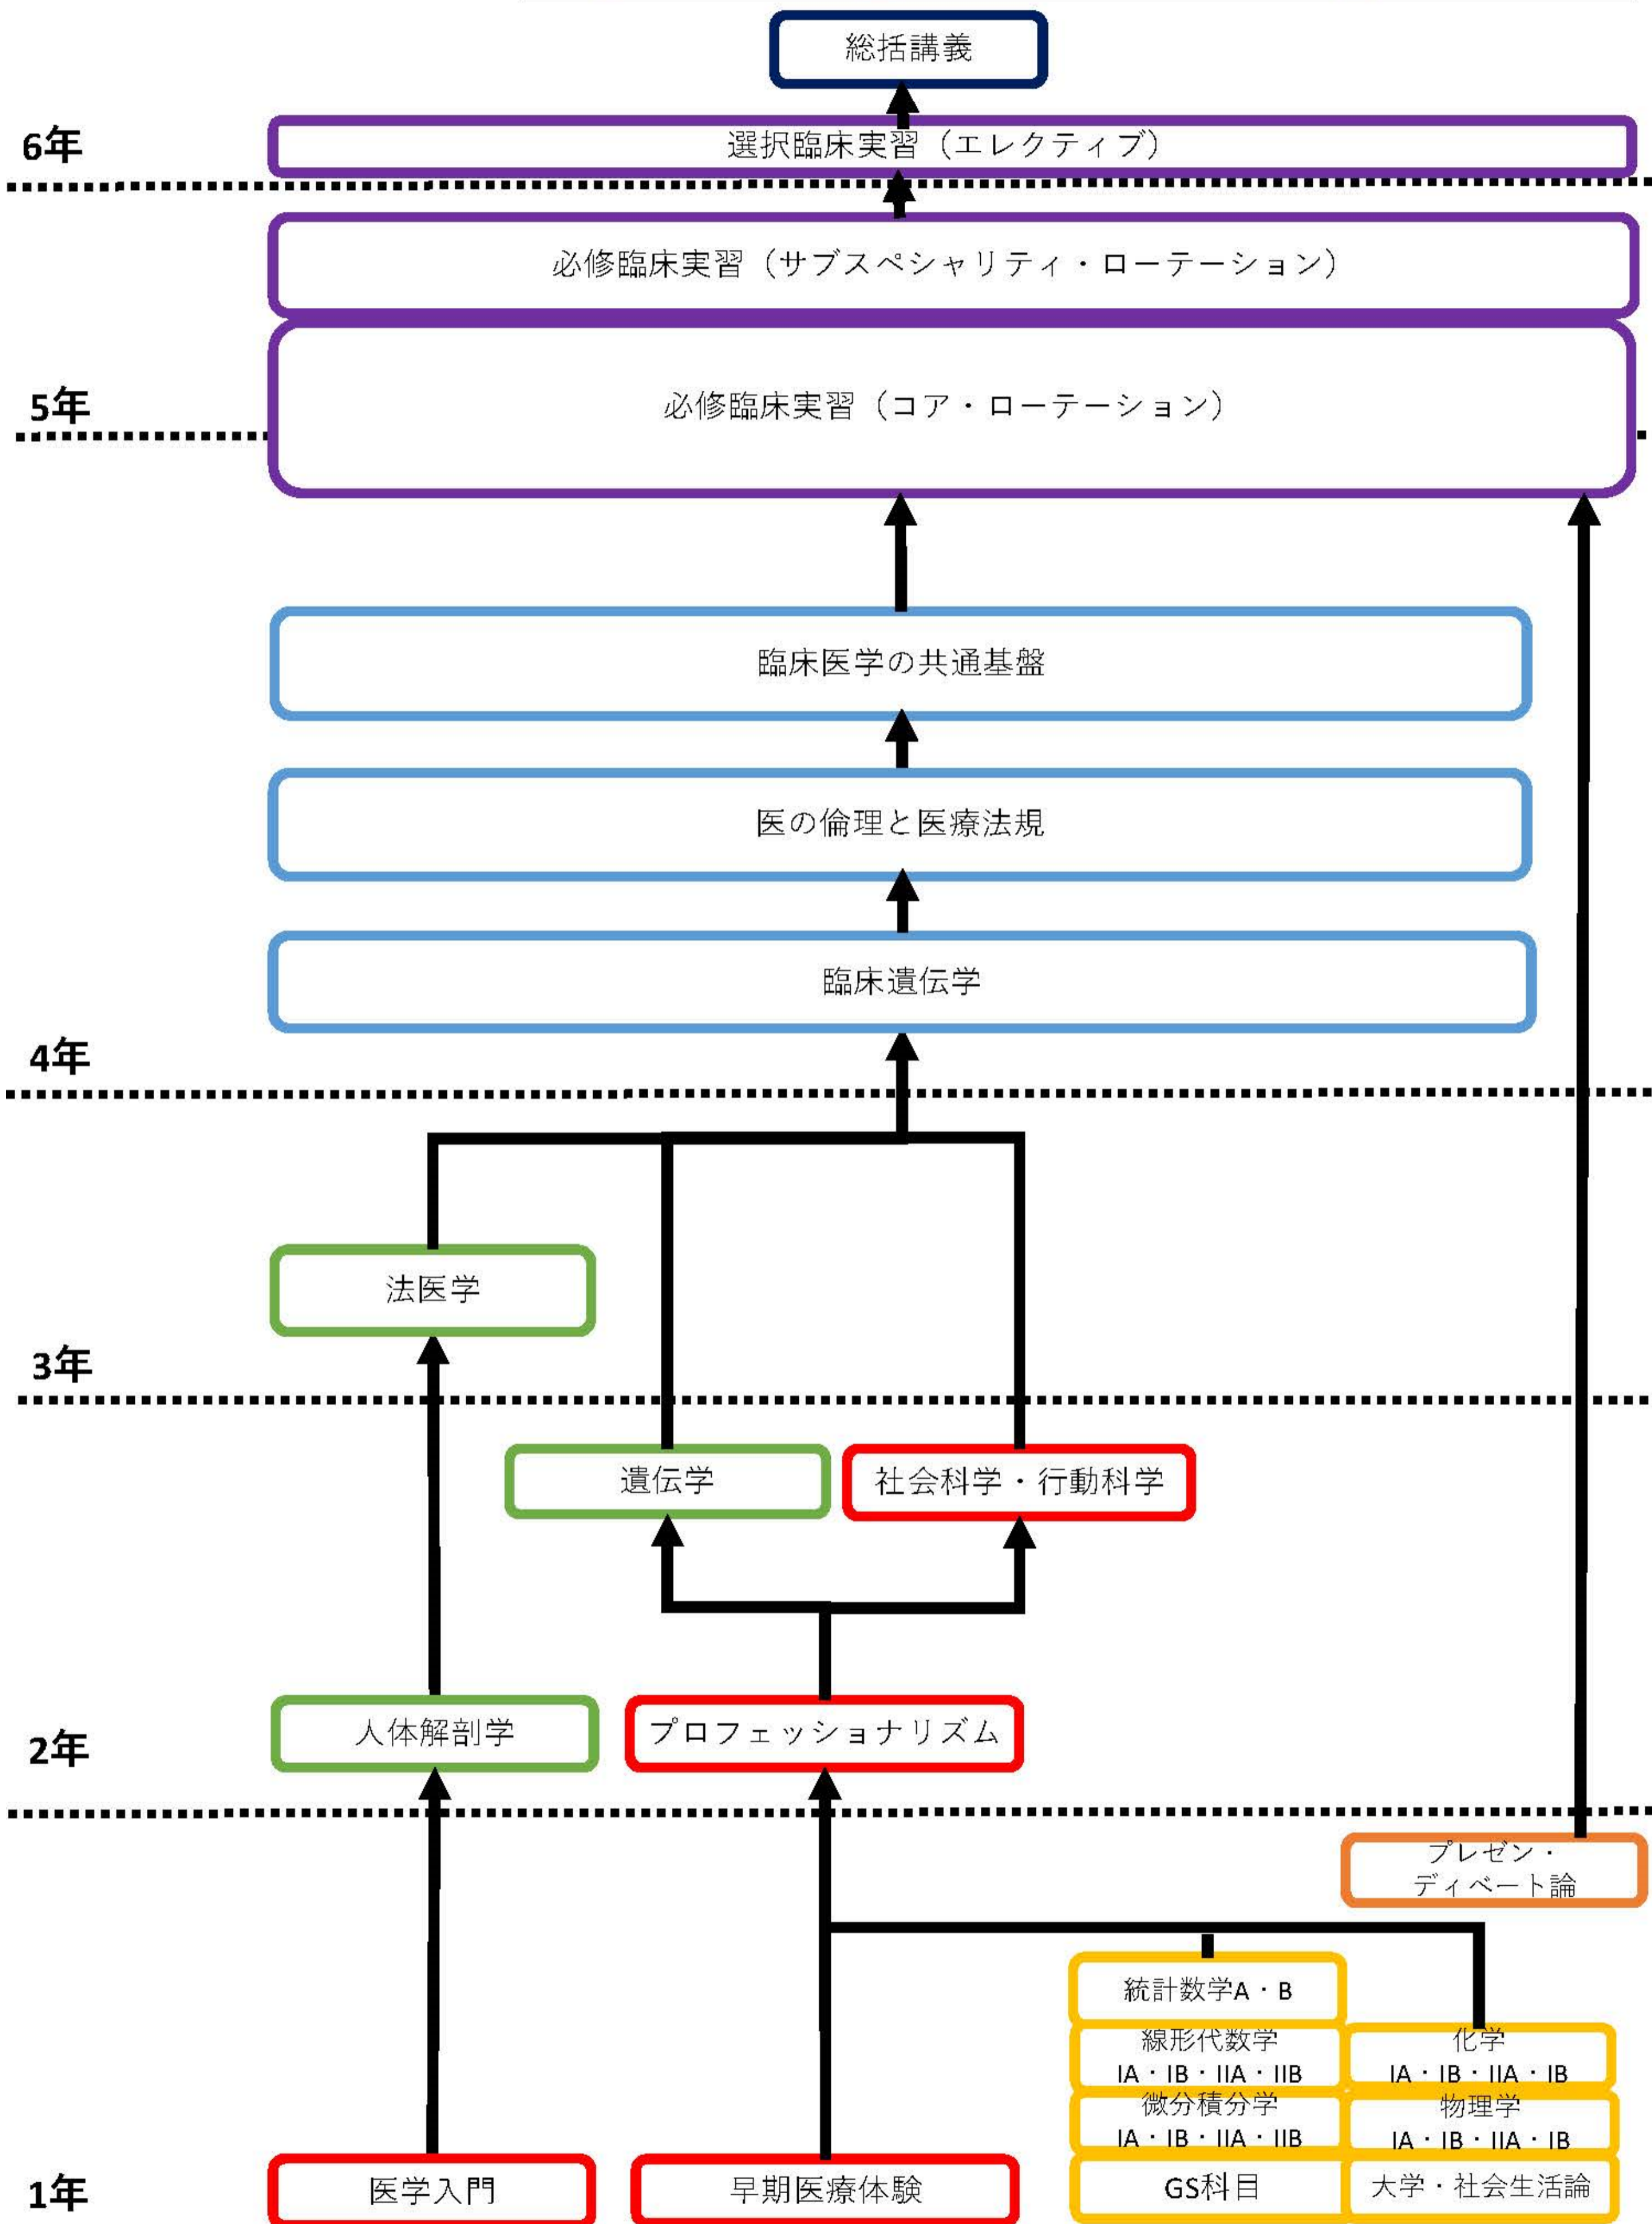 総括講義
6年
選択臨床実習（エレクティブ）
必修臨床実習（サブスペシャリティ・ローテーション）
5年
必修臨床実習（コア・ローテーション）
臨床医学の共通基盤
医の倫理と医療法規
臨床遺伝学
4年
法医学
3年
遺伝学
社会科学・行動科学
人体解剖学
プロフェッショナリズム
2年
プレゼン・
ディベート論
統計数学A・B
線形代数学
IA・IB・IIA・IIB
化学
IA・IB・IIA・IB
微分積分学
IA・IB・IIA・IIB
物理学
IA・IB・IIA・IB
1年
医学入門
早期医療体験
GS科目
大学・社会生活論